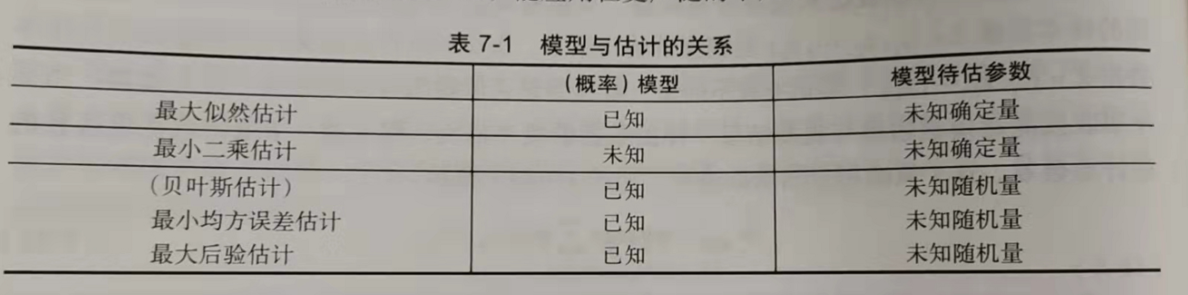 表 7-1 模型与估计的关系
(概率) 模型 模型待估参数
最大似然估计 已知 未知确定量
最小二乘估计 未知 未知确定量
(贝叶斯估计) 已知 未知随机量
最小均方误差估计 已知 未知随机量
最大后验估计 已知 未知随机量